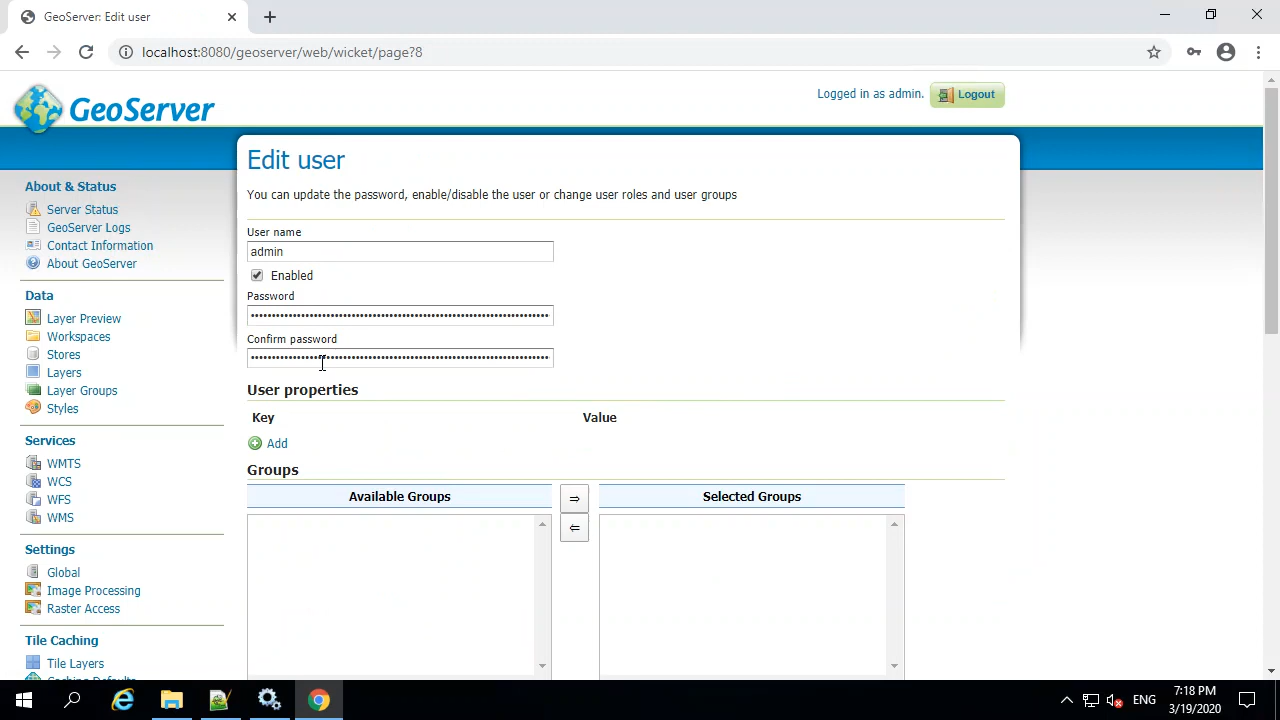 GeoServer: Edit user
localhost:8080/geoserver/web/wicket/page?8
GeoServer
Logged in as admin.
Logout
About & Status
Server Status
GeoServer Logs
Contact Information
About GeoServer
Data
Layer Preview
Workspaces
Stores
Layers
Layer Groups
Styles
Services
WMTS
WCS
WFS
WMS
Settings
Global
Image Processing
Raster Access
Tile Caching
Tile Layers
Caching Defaults
Edit user
You can update the password, enable/disable the user or change user roles and user groups
User name
admin
Enabled
Password
Confirm password
User properties
Key Value
Add
Groups
Available Groups
Selected Groups
ENG
7:18 PM
3/19/2020